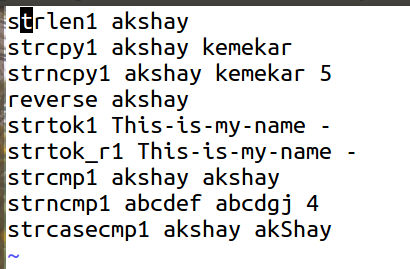 strlen1 akshay
strcpy1 akshay kemekar
strncpy1 akshay kemekar 5
reverse akshay
strtok1 This-is-my-name -
strtok_r1 This-is-my-name -
strcmp1 akshay akshay
strncmp1 abcdef abcdgj 4
strcasecmp1 akshay akShay
~